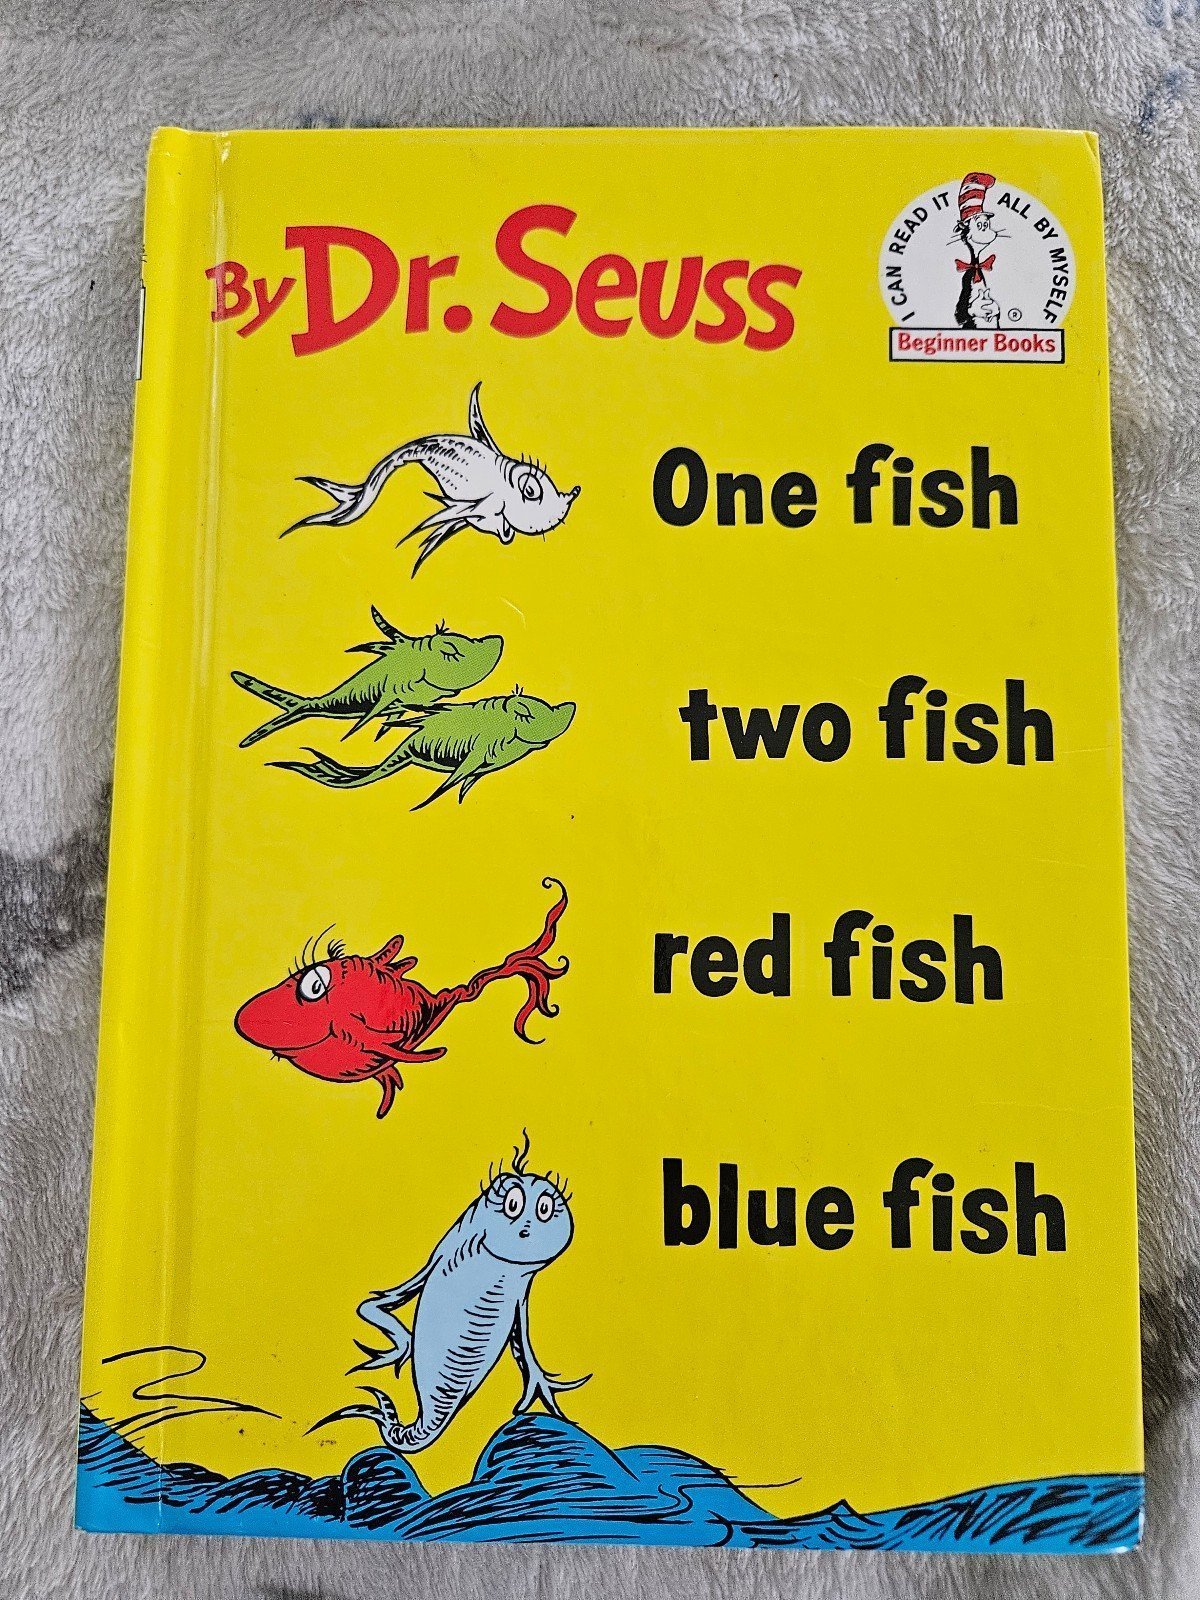 By Dr. Seuss
I CAN READ IT ALL BY MYSELF
®
Beginner Books
One fish
two fish
red fish
blue fish